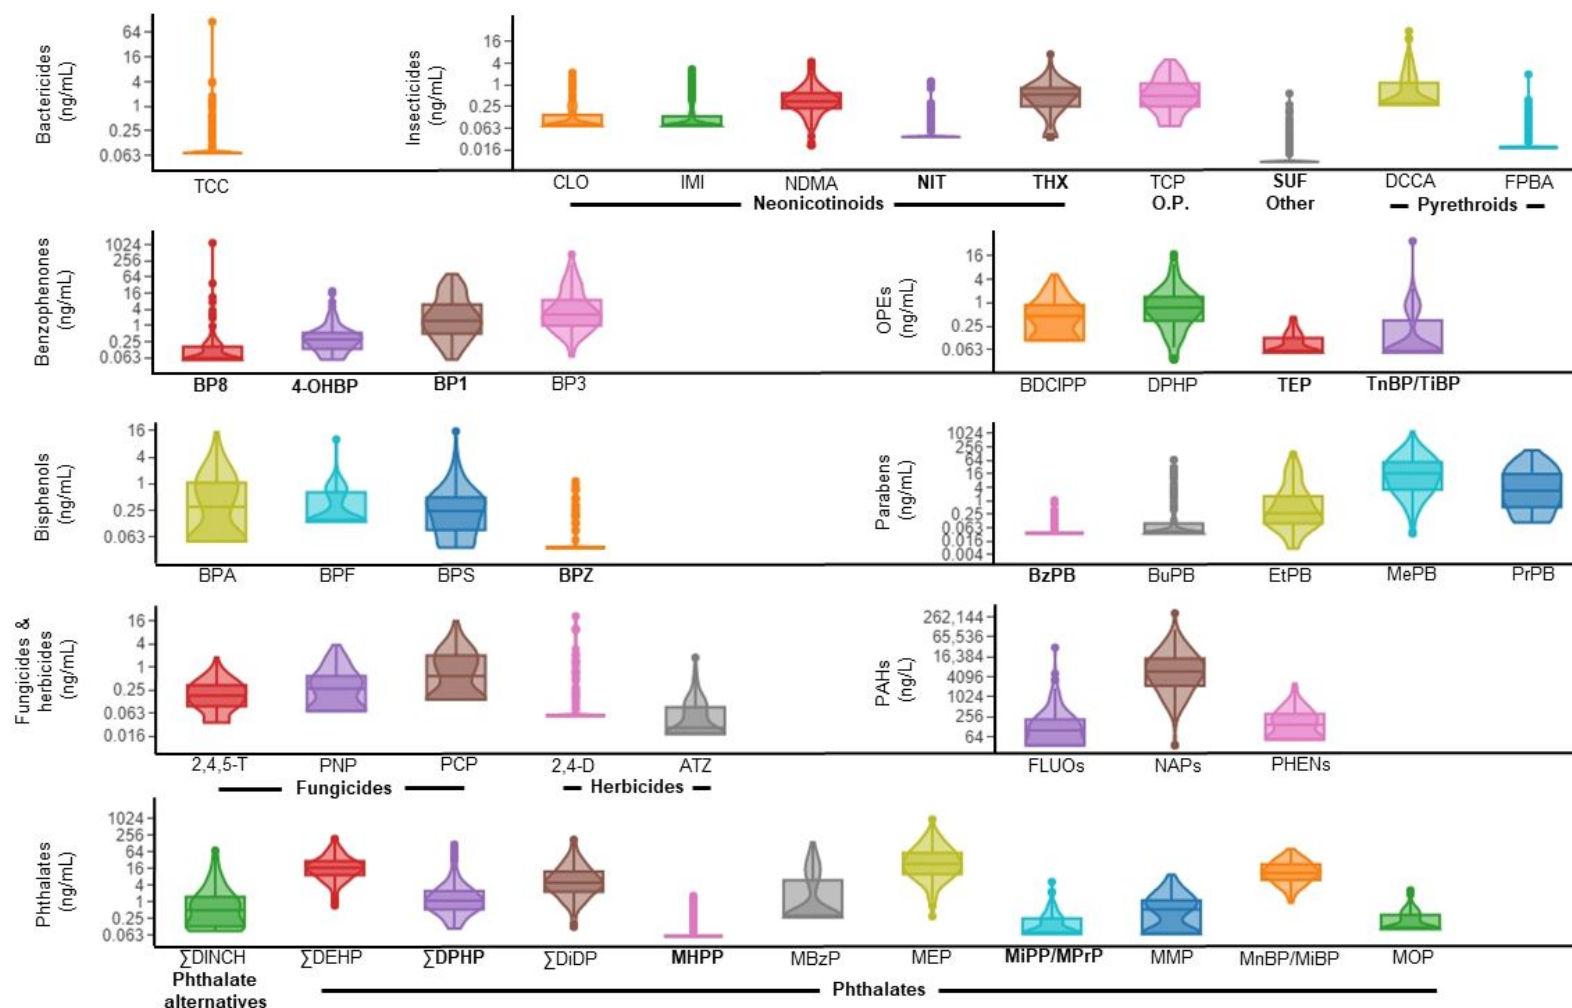 Bactericides
(ng/mL)
64
16
4
1
0.25
0.063
TCC
Insecticides
(ng/mL)
16
4
1
0.25
0.063
0.016
CLO IMI NDMA NIT THX TCP SUF DCCA FPBA
Neonicotinoids O.P. Other Pyrethroids
Benzophenones
(ng/mL)
1024
256
64
16
4
1
0.25
0.063
BP8 4-OHBP BP1 BP3
OPEs
(ng/mL)
16
4
1
0.25
0.063
BDCIPP DPHP TEP TnBP/TiBP
Bisphenols
(ng/mL)
16
4
1
0.25
0.063
BPA BPF BPS BPZ
Parabens
(ng/mL)
1024
256
64
16
4
1
0.25
0.063
0.016
0.004
BzPB BuPB EtPB MePB PrPB
Fungicides &
herbicides
(ng/mL)
16
4
1
0.25
0.063
0.016
2,4,5-T PNP PCP 2,4-D ATZ
Fungicides Herbicides
PAHs
(ng/L)
262,144
65,536
16,384
4096
1024
256
64
FLUOs NAPs PHENs
Phthalates
(ng/mL)
1024
256
64
16
4
1
0.25
0.063
∑DINCH ∑DEHP ∑DPHP ∑DiDP MHPP MBzP MEP MiPP/MPrP MMP MnBP/MiBP MOP
Phthalate
alternatives
Phthalates